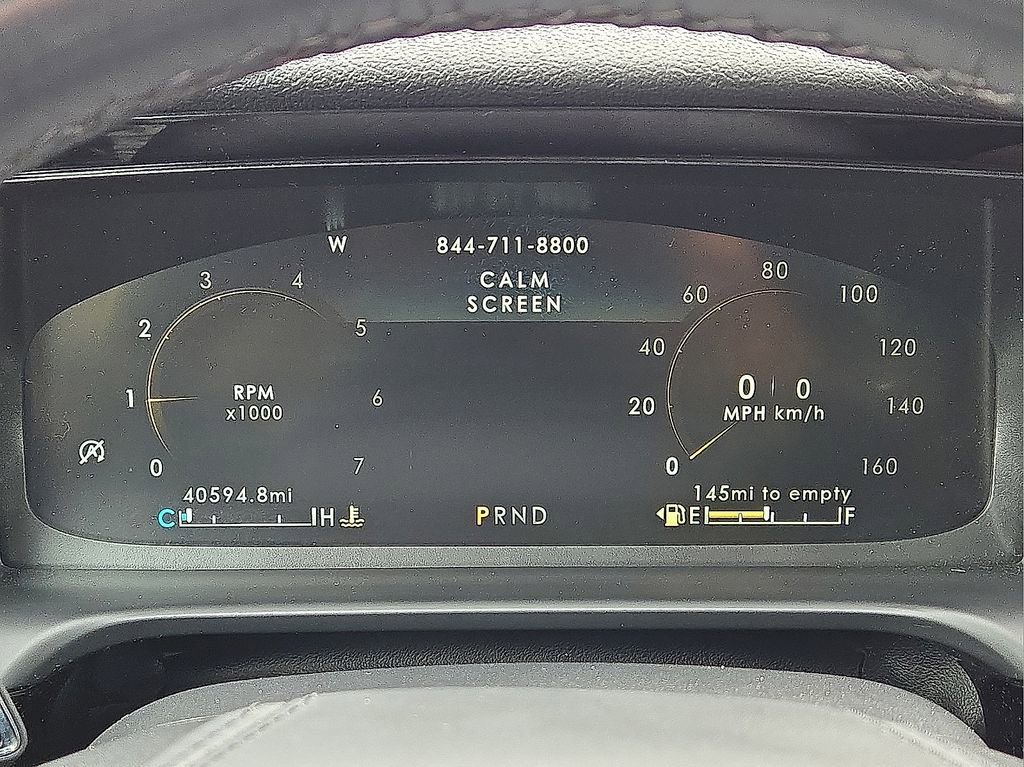 W 844-711-8800
CALM
SCREEN
3 4
2 5
1 6
0 7
RPM
x1000
80
60 100
40 120
20 140
0 160
0 0
MPH km/h
40594.8mi
C H
PRND
145mi to empty
E F